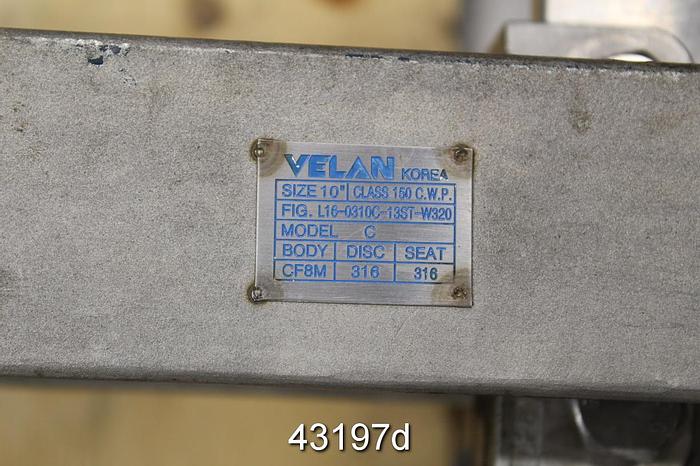 VELAN KOREA
SIZE 10" CLASS 150 C.W.P.
FIG. L16-0310C-13ST-W320
MODEL C
BODY DISC SEAT
CF8M 316 316
43197d